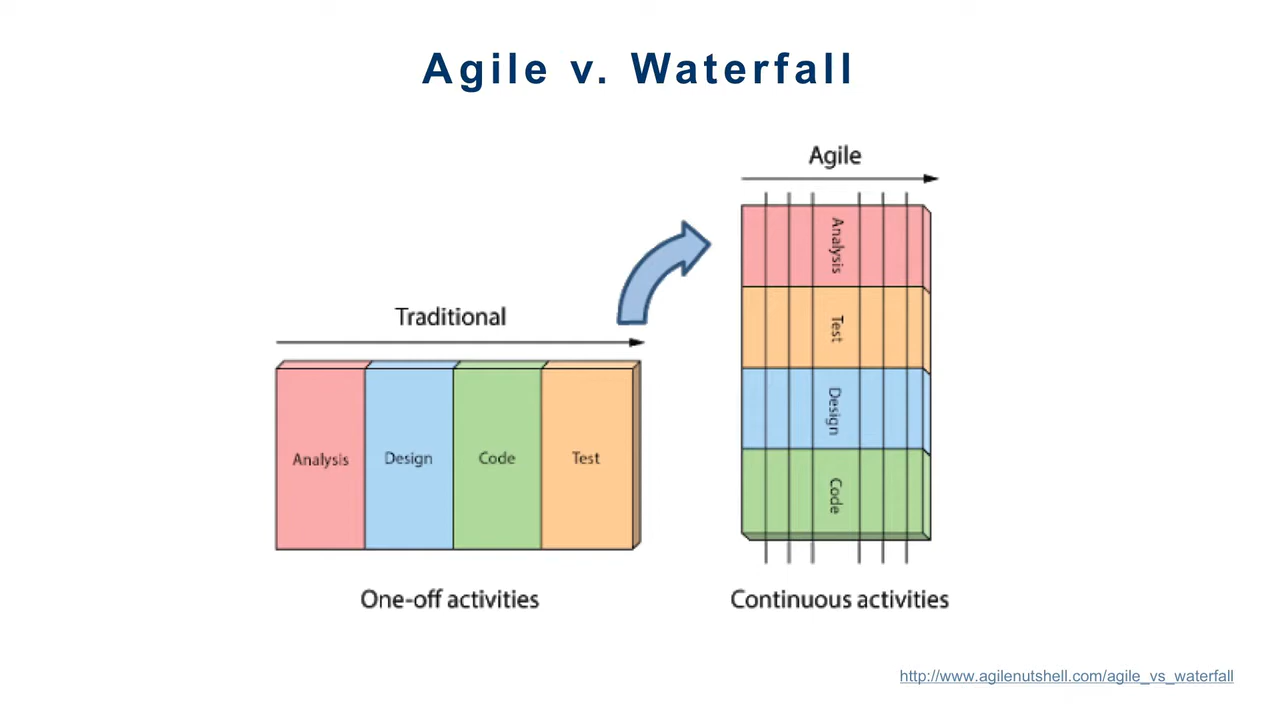 Agile v. Waterfall
Traditional
Analysis
Design
Code
Test
One-off activities
Agile
Analysis
Test
Design
Code
Continuous activities
http://www.agilenutshell.com/agile_vs_waterfall